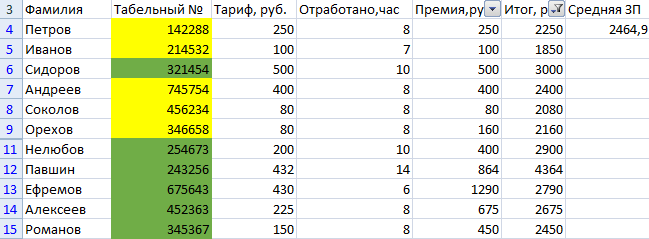 3 Фамилия Табельный № Тариф, руб. Отработано,час Премия,ру Итог, р Средняя ЗП
4 Петров 142288 250 8 250 2250 2464,9
5 Иванов 214532 100 7 100 1850
6 Сидоров 321454 500 10 500 3000
7 Андреев 745754 400 8 400 2400
8 Соколов 456234 80 8 80 2080
9 Орехов 346658 80 8 160 2160
11 Нелюбов 254673 200 10 400 2900
12 Павшин 243256 432 14 864 4364
13 Ефремов 675643 430 6 1290 2790
14 Алексеев 452363 225 8 675 2675
15 Романов 345367 150 8 450 2450